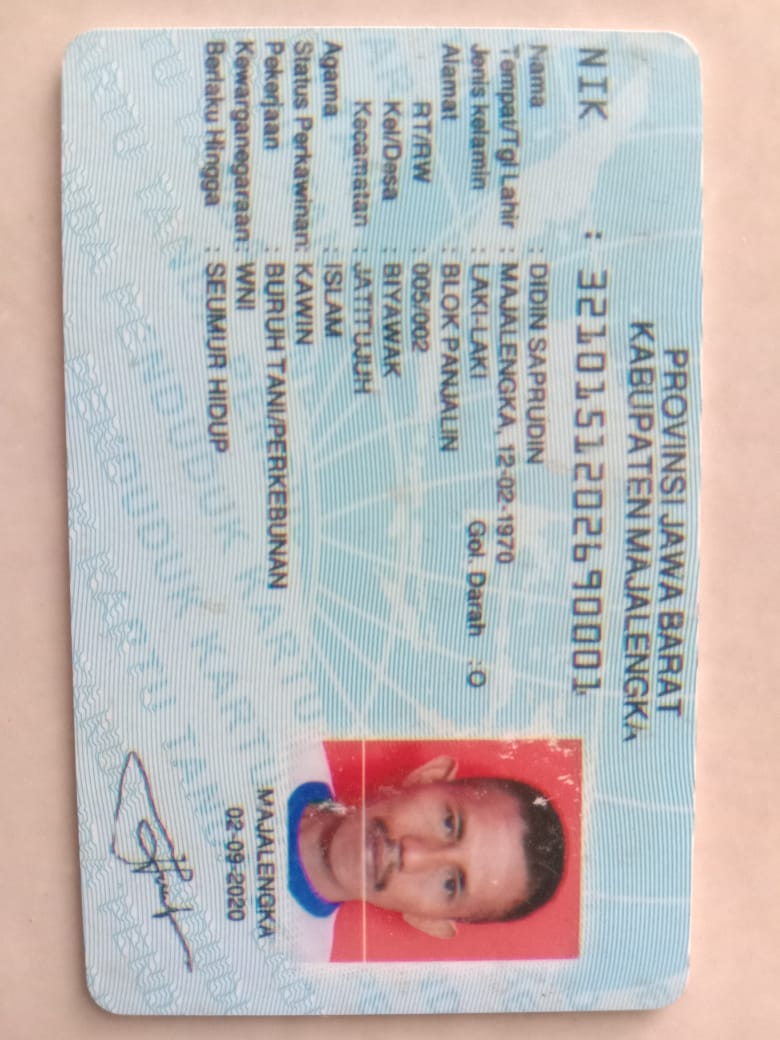 PROVINSI JAWA BARAT
KABUPATEN MAJALENGKA
NIK : 3210151202690001
Nama : DIDIN SAPRUDIN
Tempat/Tgl Lahir : MAJALENGKA, 12-02-1970
Jenis kelamin : LAKI-LAKI Gol. Darah : O
Alamat : BLOK PANJALIN
RT/RW : 005/002
Kel/Desa : BIYAWAK
Kecamatan : JATITUJUH
Agama : ISLAM
Status Perkawinan: KAWIN
Pekerjaan : BURUH TANI/PERKEBUNAN
Kewarganegaraan: WNI
Berlaku Hingga : SEUMUR HIDUP
MAJALENGKA
02-09-2020